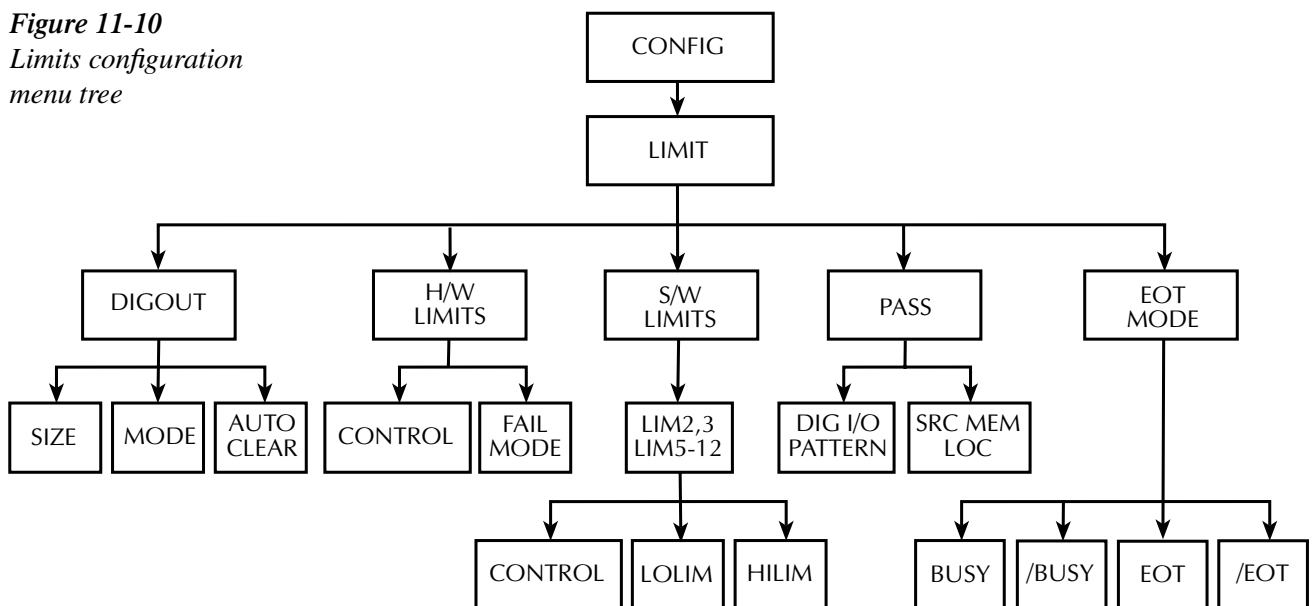 Figure 11-10
Limits configuration
menu tree
CONFIG
LIMIT
DIGOUT
H/W
LIMITS
S/W
LIMITS
PASS
EOT
MODE
SIZE
MODE
AUTO
CLEAR
CONTROL
FAIL
MODE
LIM2,3
LIM5-12
DIG I/O
PATTERN
SRC MEM
LOC
CONTROL
LOLIM
HILIM
BUSY
/BUSY
EOT
/EOT